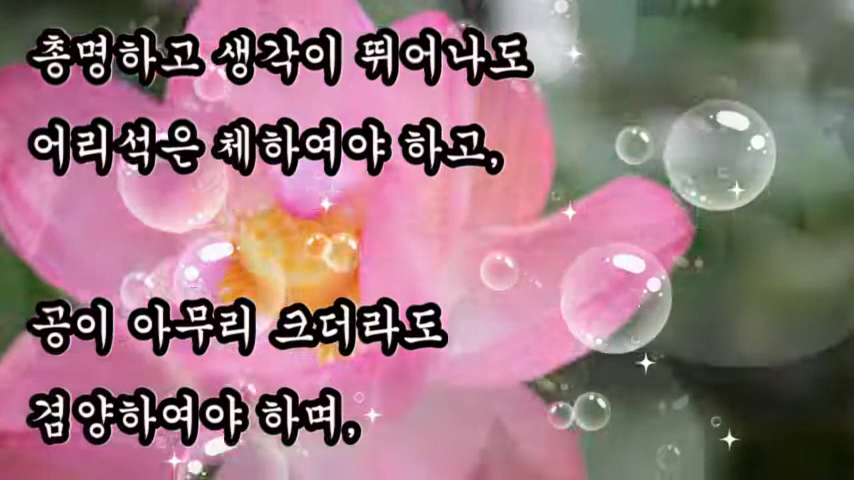 총명하고 생각이 뛰어나도
어리석은 체하여야 하고,
공이 아무리 크더라도
겸양하여야 하며,